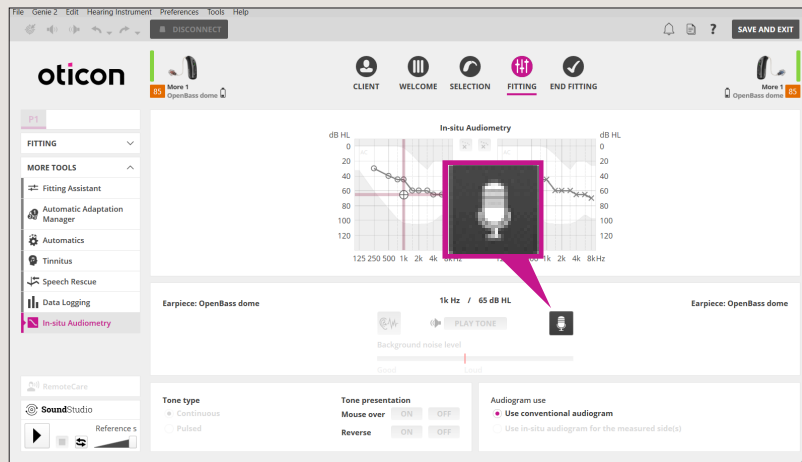 File Genie 2 Edit Hearing Instrument Preferences Tools Help
DISCONNECT
? SAVE AND EXIT
oticon
85 More 1
OpenBass dome
CLIENT WELCOME SELECTION FITTING END FITTING
More 1 85
OpenBass dome
P1
FITTING
MORE TOOLS
Fitting Assistant
Automatic Adaptation
Manager
Automatics
Tinnitus
Speech Rescue
Data Logging
In-situ Audiometry
RemoteCare
SoundStudio
Reference s
In-situ Audiometry
dB HL
0
20
40
60
80
100
120
AC
125 250 500 1k 2k 4k 8kHz
dB HL
0
20
40
60
80
100
120
1k 2k 4k 8kHz
Earpiece: OpenBass dome
1k Hz / 65 dB HL
Earpiece: OpenBass dome
PLAY TONE
Background noise level
Good Loud
Tone type
Continuous
Pulsed
Tone presentation
Mouse over ON OFF
Reverse ON OFF
Audiogram use
Use conventional audiogram
Use in-situ audiogram for the measured side(s)